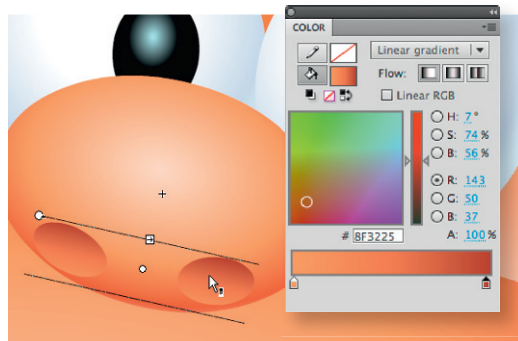 COLOR
Linear gradient
Flow:
Linear RGB
H: 7 °
S: 74 %
B: 56 %
R: 143
G: 50
B: 37
# 8F3225
A: 100 %